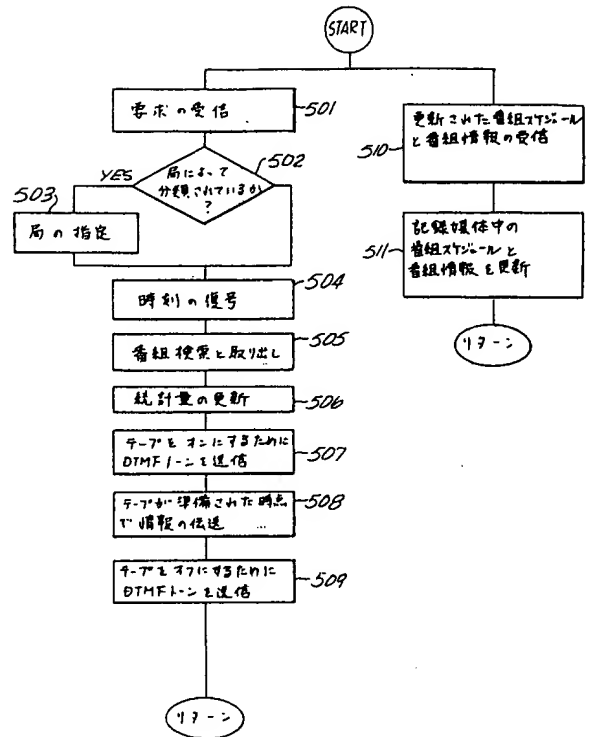 START
要求の受信
501
局によって
分類されているか
?
502
YES
503
局の指定
時刻の復号
504
番組検索と取り出し
505
統計量の更新
506
テープをオンにするために
DTMFトーンを送信
507
テープが準備された時点
で情報の伝送
508
テープをオフにするために
DTMFトーンを送信
509
リターン
更新された番組スケジュール
と番組情報の受信
510
記録媒体中の
番組スケジュールと
番組情報を更新
511
リターン